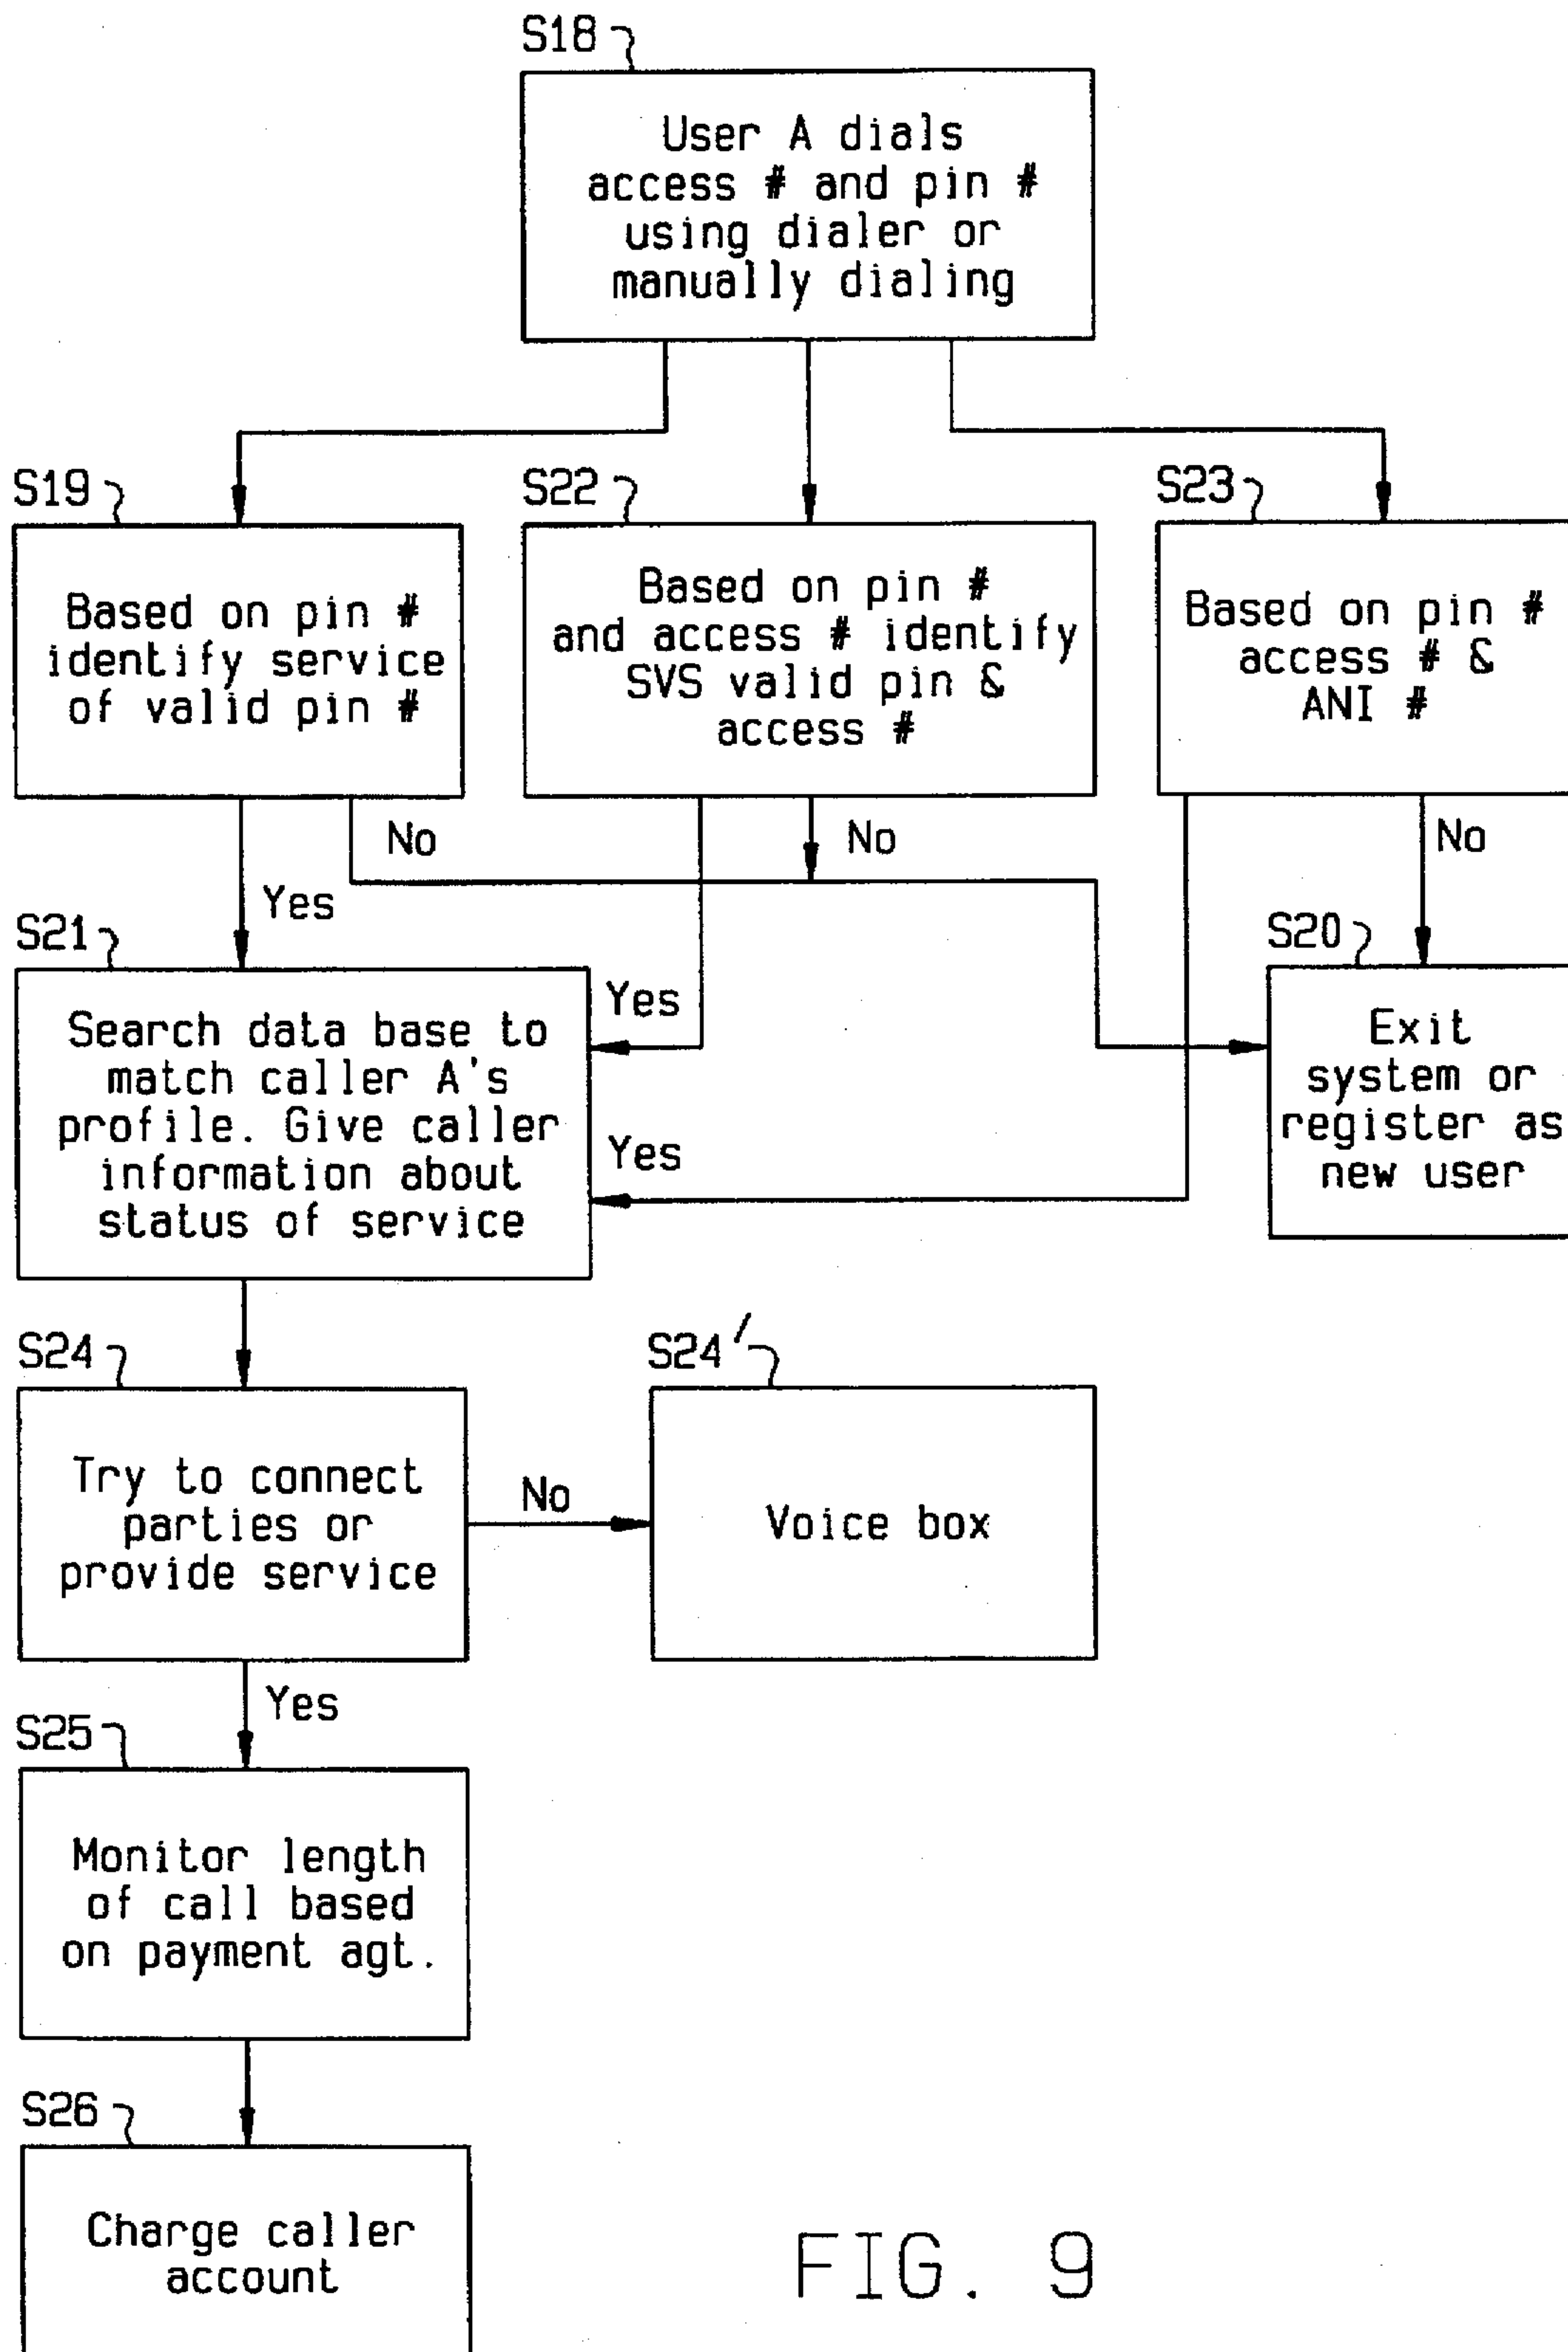 S18
User A dials
access # and pin #
using dialer or
manually dialing
S19
Based on pin #
identify service
of valid pin #
S22
Based on pin #
and access # identify
SVS valid pin &
access #
S23
Based on pin #
access # &
ANI #
No
No
No
Yes
S21
Search data base to
match caller A's
profile. Give caller
information about
status of service
Yes
Yes
S20
Exit
system or
register as
new user
S24
Try to connect
parties or
provide service
No
S24'
Voice box
Yes
S25
Monitor length
of call based
on payment agt.
S26
Charge caller
account
FIG. 9